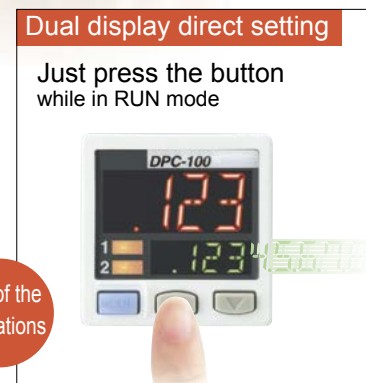 Dual display direct setting
Just press the button
while in RUN mode
DPC-100
.123
1
2
.123
of the
ations